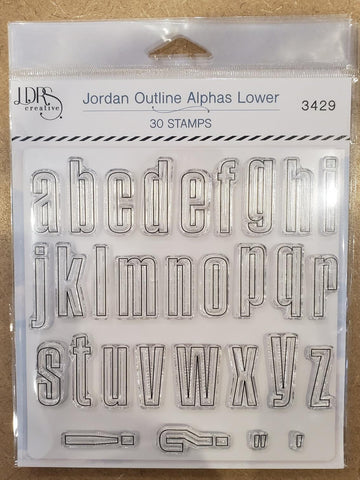 LDRS
creative
Jordan Outline Alphas Lower
30 STAMPS
3429
abcdefghi
jklmnopqr
stuvwxyz
! ? " '